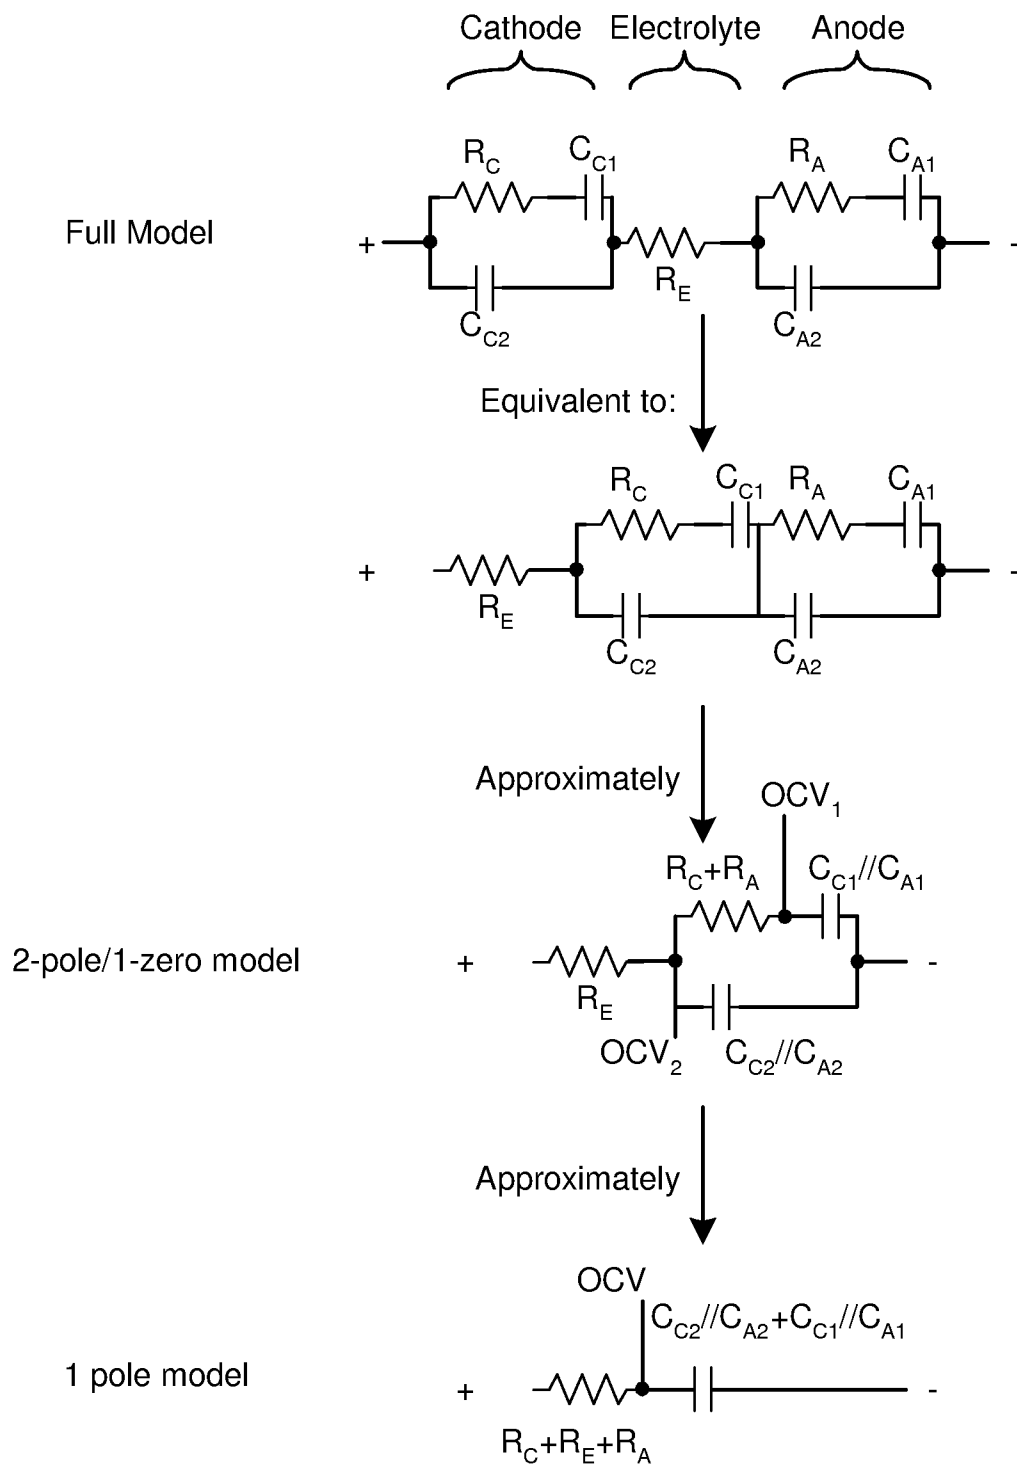 Cathode Electrolyte Anode
R_C C_C1 R_A C_A1
Full Model + -
R_E
C_C2 C_A2
Equivalent to:
R_C C_C1 R_A C_A1
+ -
R_E
C_C2 C_A2
Approximately
OCV_1
R_C+R_A C_C1//C_A1
2-pole/1-zero model + -
R_E
OCV_2 C_C2//C_A2
Approximately
OCV
C_C2//C_A2+C_C1//C_A1
1 pole model + -
R_C+R_E+R_A